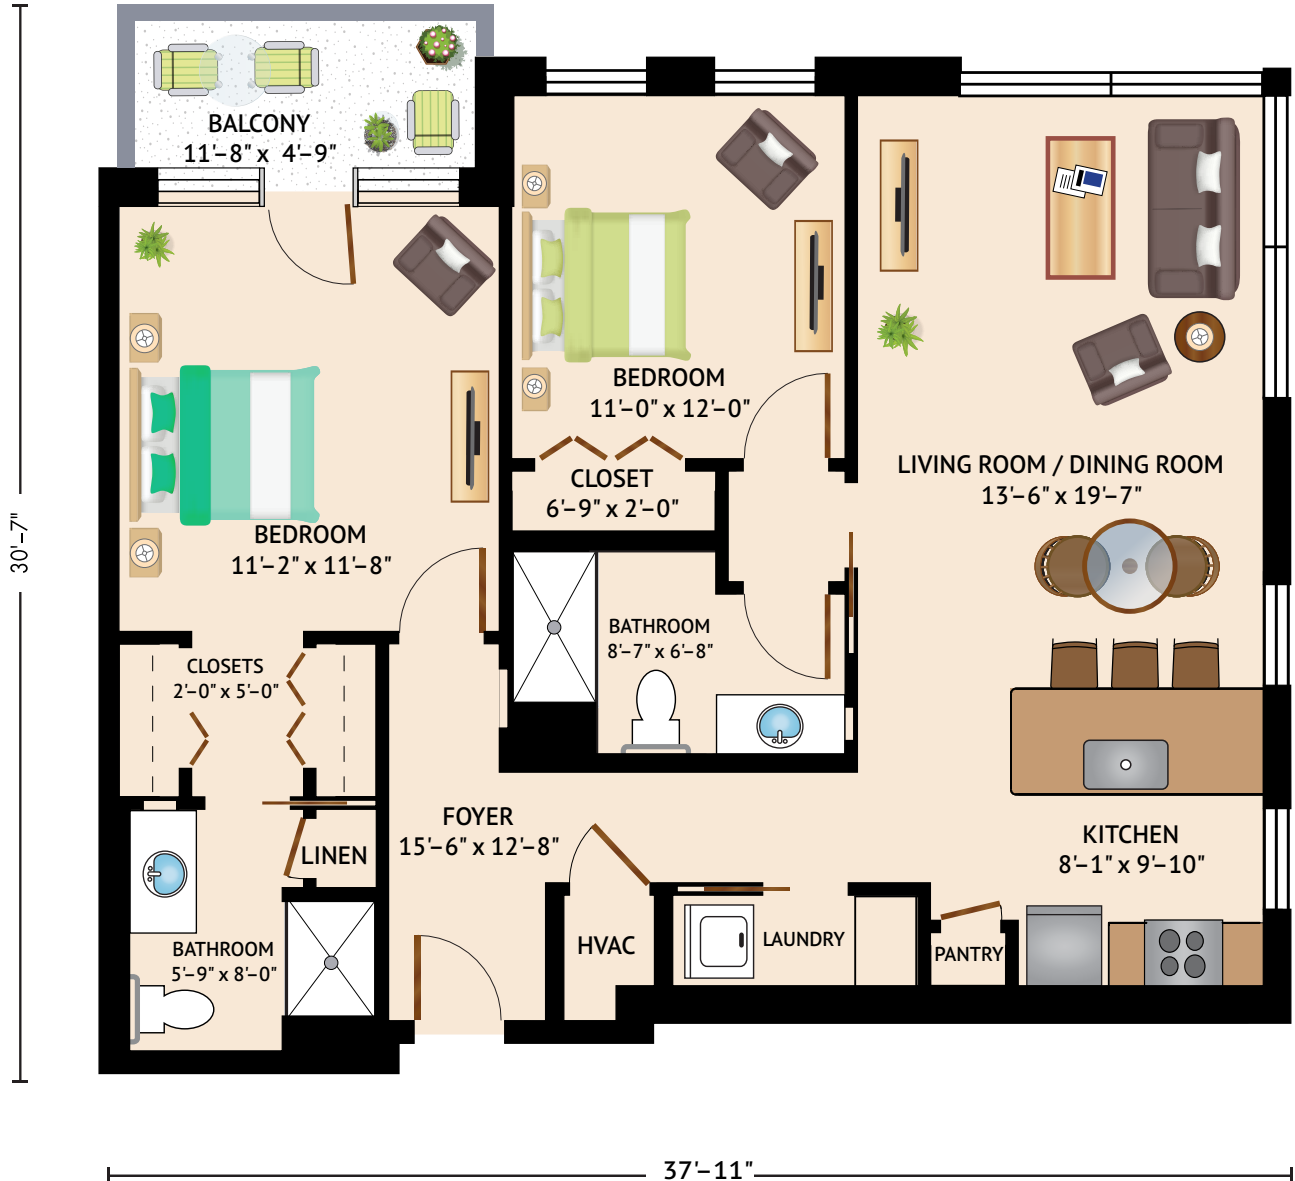 BALCONY
11'–8" x 4'–9"
BEDROOM
11'–0" x 12'–0"
CLOSET
6'–9" x 2'–0"
LIVING ROOM / DINING ROOM
13'–6" x 19'–7"
BEDROOM
11'–2" x 11'–8"
30'–7"
BATHROOM
8'–7" x 6'–8"
CLOSETS
2'–0" x 5'–0"
FOYER
15'–6" x 12'–8"
KITCHEN
8'–1" x 9'–10"
LINEN
HVAC
LAUNDRY
PANTRY
BATHROOM
5'–9" x 8'–0"
37'–11"